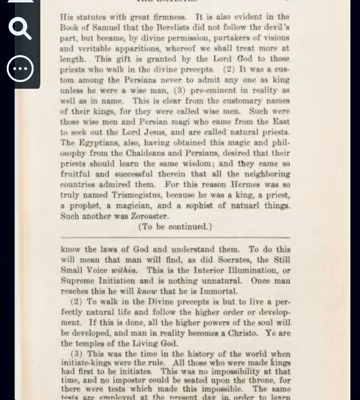 THE INITIATES
His statutes with great firmness. It is also evident in the
Book of Samuel that the Berelists did not follow the devil's
part, but became, by divine permission, partakers of visions
and veritable apparitions, whereof we shall treat more at
length. This gift is granted by the Lord God to those
priests who walk in the divine precepts. (2) It was a cus-
tom among the Persians never to admit any one as king
unless he were a wise man, (3) pre-eminent in reality as
well as in name. This is clear from the customary names
of their kings, for they were called wise men. Such were
those wise men and Persian magi who came from the East
to seek out the Lord Jesus, and are called natural priests.
The Egyptians, also, having obtained this magic and phil-
osophy from the Chaldeans and Persians, desired that their
priests should learn the same wisdom; and they came so
fruitful and successful therein that all the neighboring
countries admired them. For this reason Hermes was so
truly named Trismegistus, because he was a king, a priest,
a prophet, a magician, and a sophist of natuarl things.
Such another was Zoroaster.
(To be continued.)
know the laws of God and understand them. To do this
will mean that man will find, as did Socrates, the Still
Small Voice within. This is the Interior Illumination, or
Supreme Initiation and is nothing unnatural. Once man
reaches this he will know that he is Immortal.
(2) To walk in the Divine precepts is but to live a per-
fectly natural life and follow the higher order or develop-
ment. If this is done, all the higher powers of the soul will
be developed, and man in reality becomes a Christo. Ye are
the temples of the Living God.
(3) This was the time in the history of the world when
initiate-kings were the rule. All those who were made kings
had first to be initiates. This was no impossibility at that
time, and no imposter could be seated upon the throne, for
there were tests which made this impossible. The same
tests are employed at the present day in order to learn